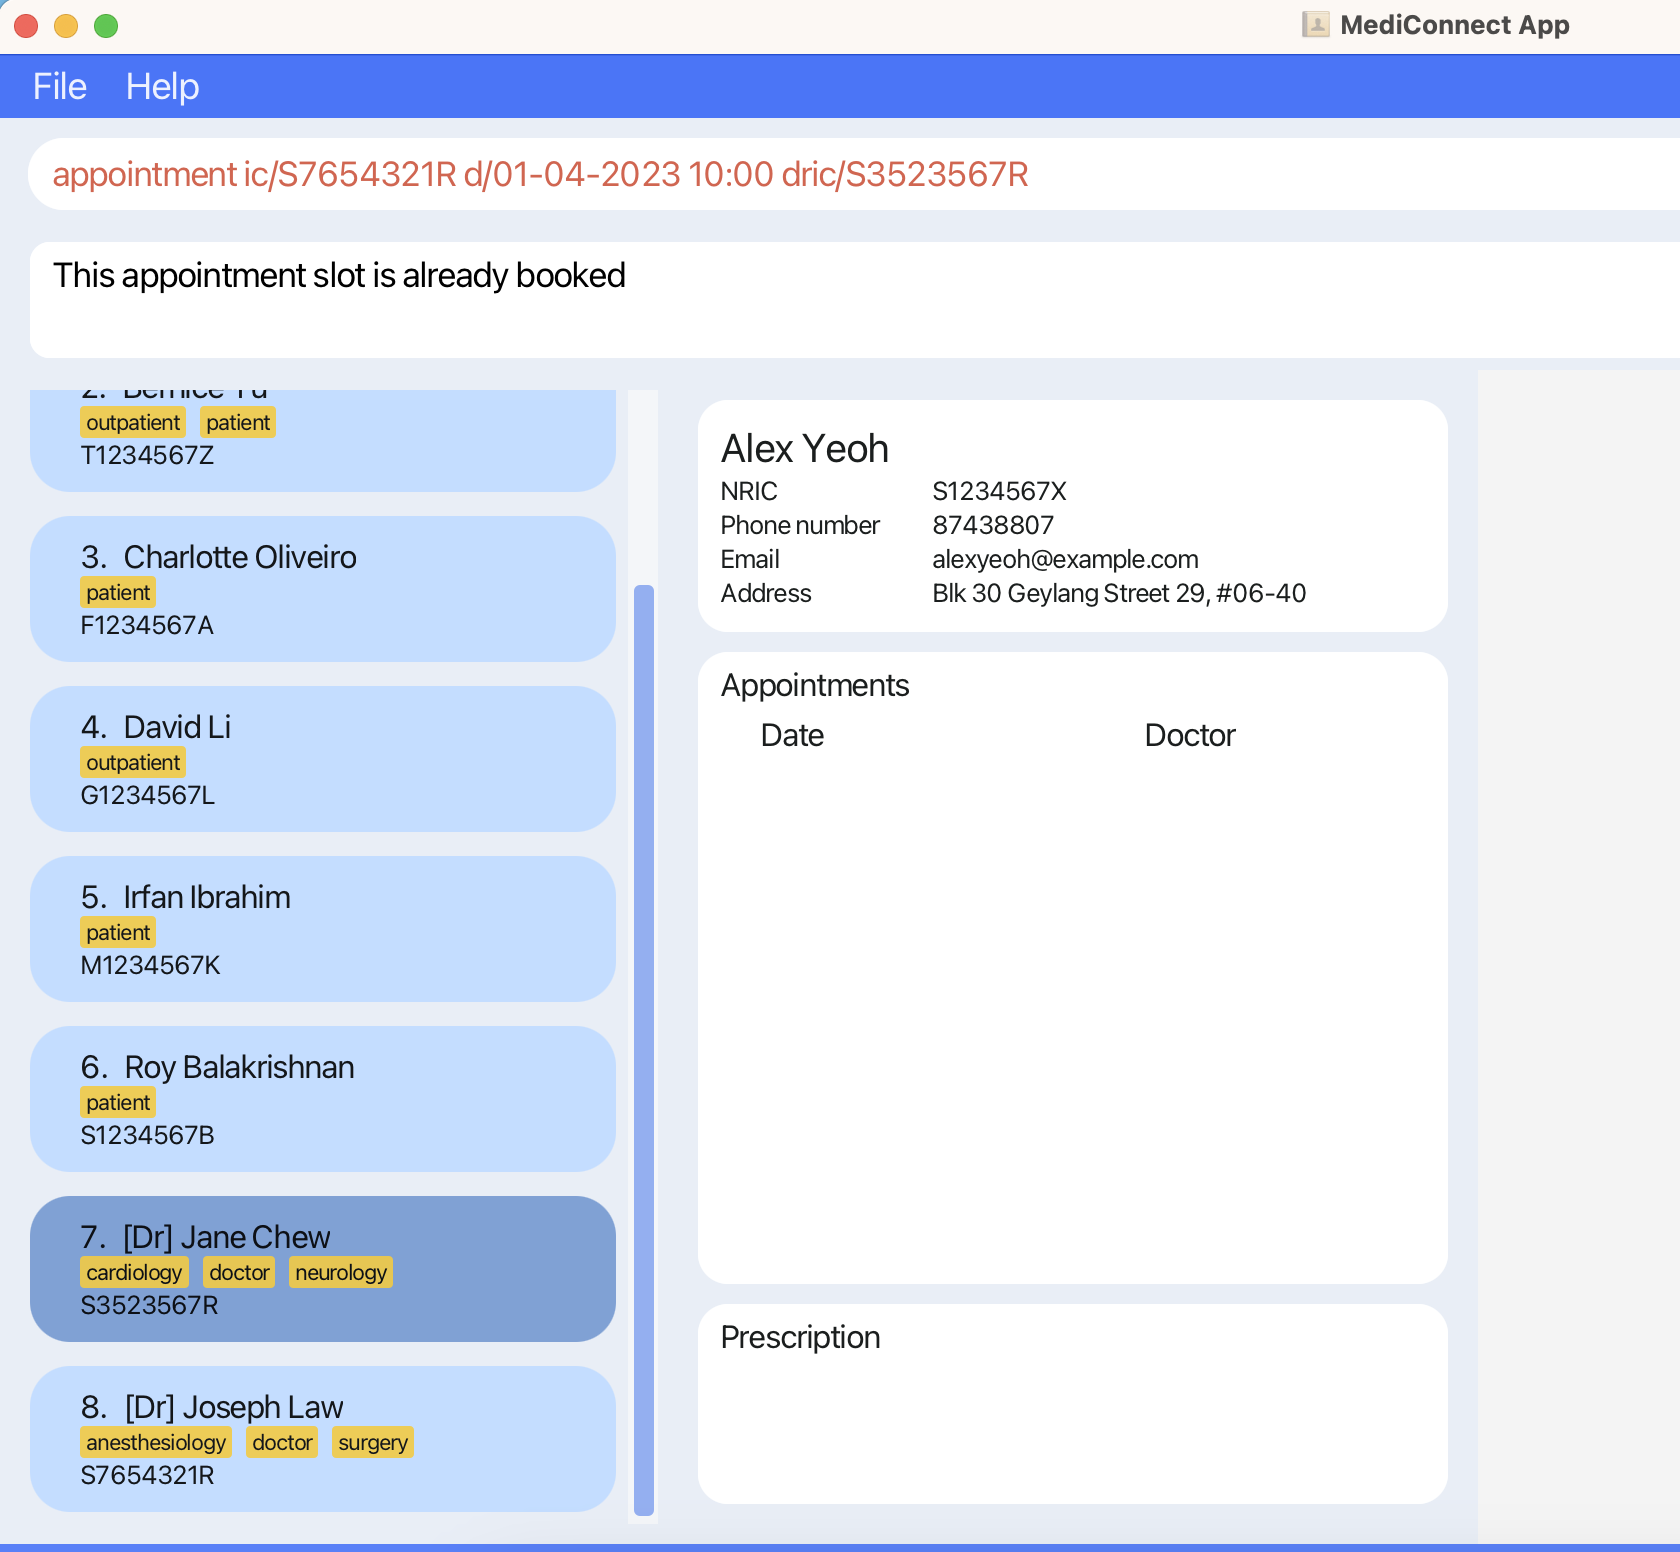 MediConnect App
File Help
appointment ic/S7654321R d/01-04-2023 10:00 dric/S3523567R
This appointment slot is already booked
2. Bernice Yu
outpatient patient
T1234567Z
3. Charlotte Oliveiro
patient
F1234567A
4. David Li
outpatient
G1234567L
5. Irfan Ibrahim
patient
M1234567K
6. Roy Balakrishnan
patient
S1234567B
7. [Dr] Jane Chew
cardiology doctor neurology
S3523567R
8. [Dr] Joseph Law
anesthesiology doctor surgery
S7654321R
Alex Yeoh
NRIC S1234567X
Phone number 87438807
Email alexyeoh@example.com
Address Blk 30 Geylang Street 29, #06-40
Appointments
Date Doctor
Prescription